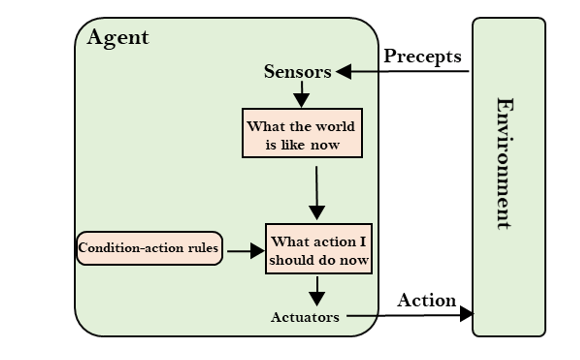 Agent
Precepts
Sensors
What the world
is like now
Environment
Condition-action rules
What action I
should do now
Action
Actuators